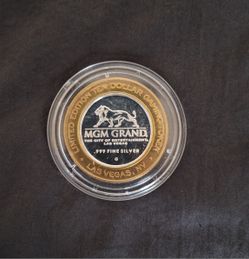 LIMITED EDITION TEN DOLLAR GAMING TOKEN
MGM GRAND
THE CITY OF ENTERTAINMENT
LAS VEGAS
.999 FINE SILVER
G
LAS VEGAS, NV